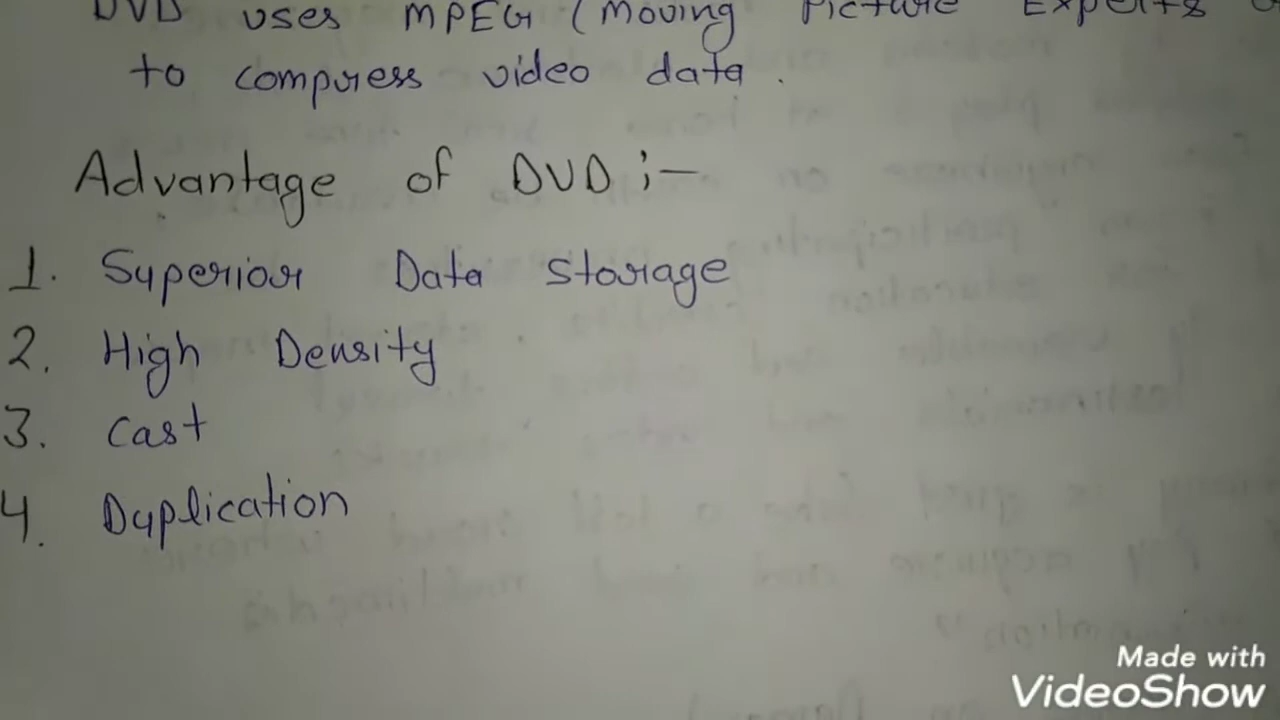 DVD uses MPEG (Moving Picture Experts
to compress video data .
Advantage of DVD :-
1. Superior Data Storage
2. High Density
3. Cast
4. Duplication
Made with
VideoShow